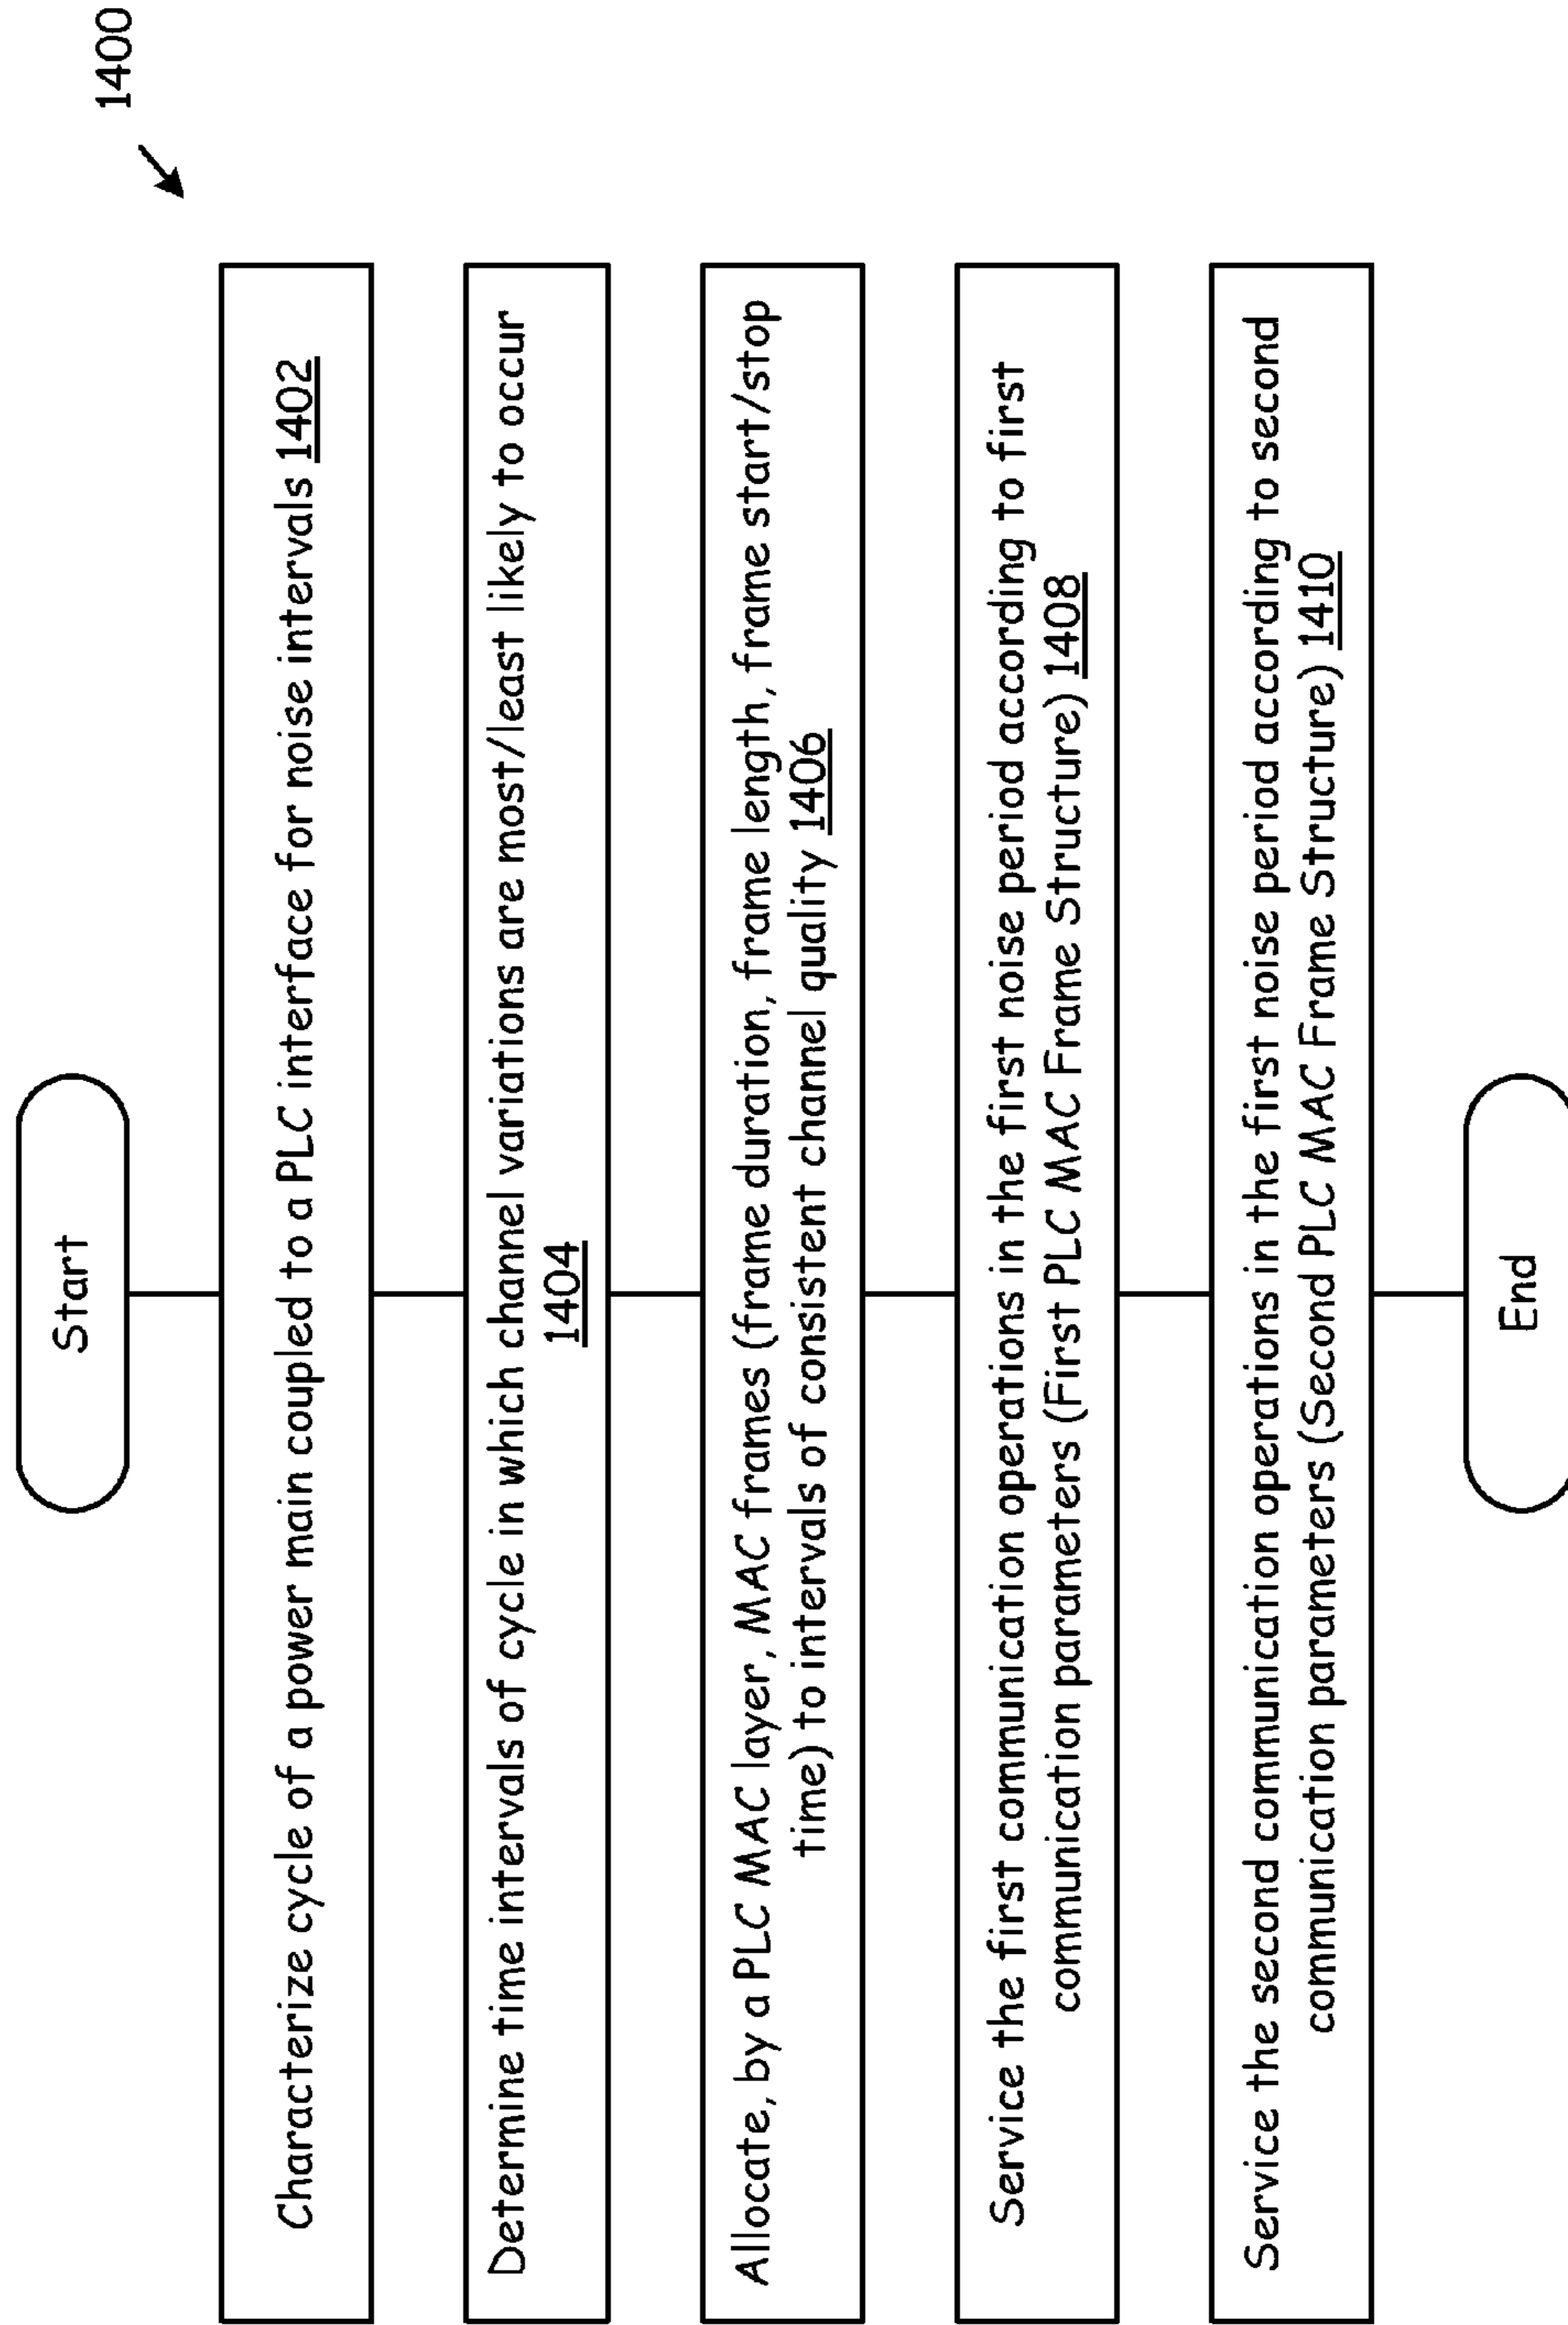 1400
Start
Characterize cycle of a power main coupled to a PLC interface for noise intervals 1402
Determine time intervals of cycle in which channel variations are most/least likely to occur
1404
Allocate, by a PLC MAC layer, MAC frames (frame duration, frame length, frame start/stop
time) to intervals of consistent channel quality 1406
Service the first communication operations in the first noise period according to first
communication parameters (First PLC MAC Frame Structure) 1408
Service the second communication operations in the first noise period according to second
communication parameters (Second PLC MAC Frame Structure) 1410
End